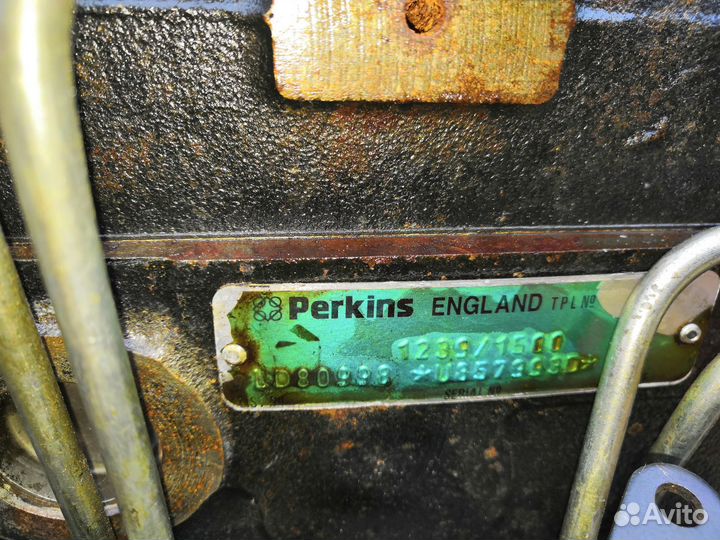 Perkins ENGLAND TPL No
1239/1500
LD80998 *U857393D*
SERIAL NO
Avito